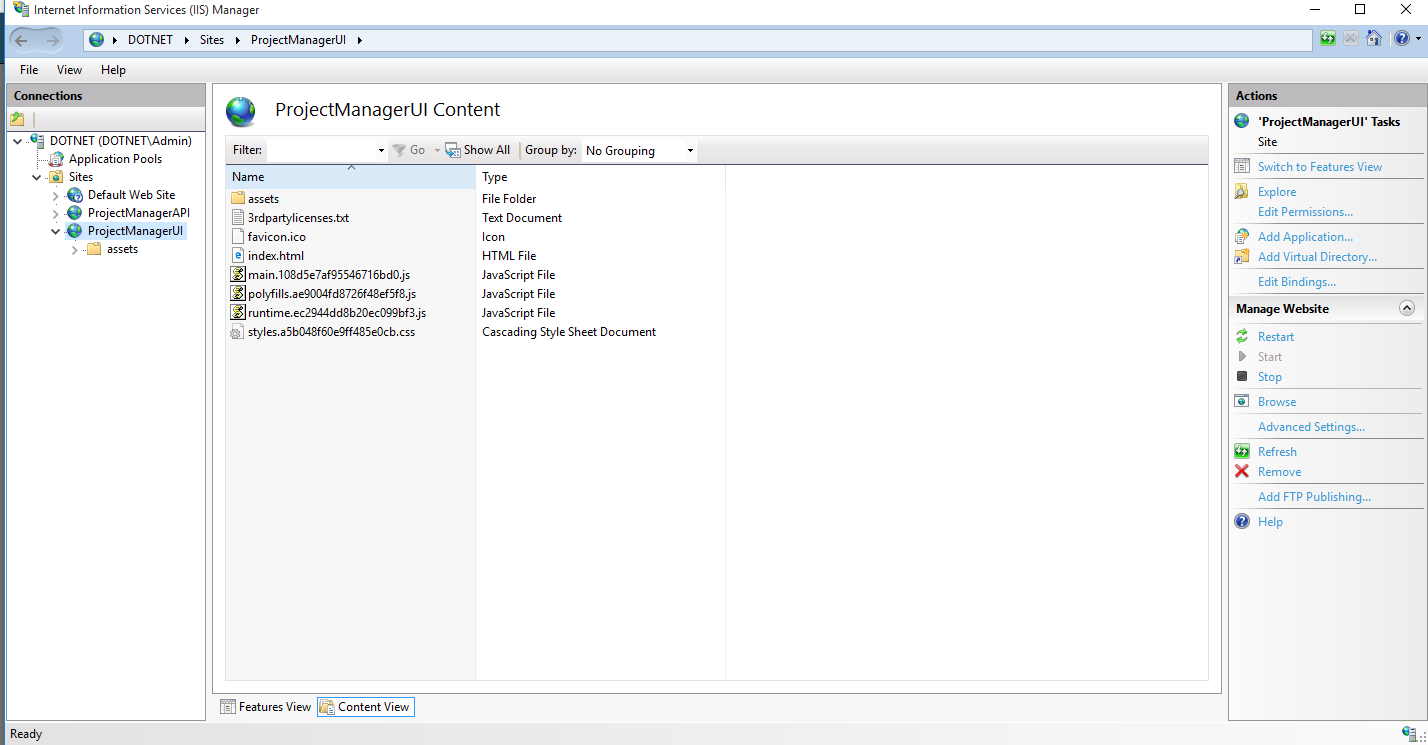 Internet Information Services (IIS) Manager
DOTNET Sites ProjectManagerUI
File View Help
Connections
DOTNET (DOTNET\Admin)
Application Pools
Sites
Default Web Site
ProjectManagerAPI
ProjectManagerUI
assets
ProjectManagerUI Content
Filter: Go Show All Group by: No Grouping
Name Type
assets File Folder
3rdpartylicenses.txt Text Document
favicon.ico Icon
index.html HTML File
main.108d5e7af95546716bd0.js JavaScript File
polyfills.ae9004fd8726f48ef5f8.js JavaScript File
runtime.ec2944dd8b20ec099bf3.js JavaScript File
styles.a5b048f60e9ff485e0cb.css Cascading Style Sheet Document
Features View Content View
Actions
'ProjectManagerUI' Tasks
Site
Switch to Features View
Explore
Edit Permissions...
Add Application...
Add Virtual Directory...
Edit Bindings...
Manage Website
Restart
Start
Stop
Browse
Advanced Settings...
Refresh
Remove
Add FTP Publishing...
Help
Ready